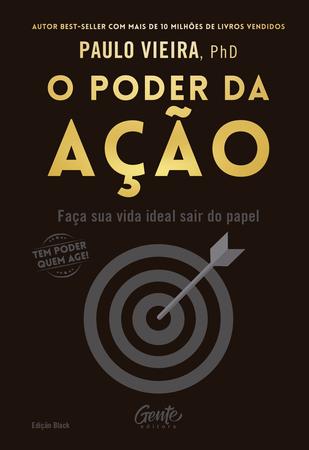 AUTOR BEST-SELLER COM MAIS DE 10 MILHÕES DE LIVROS VENDIDOS
PAULO VIEIRA, PhD
O PODER DA
AÇÃO
Faça sua vida ideal sair do papel
TEM PODER
QUEM AGE!
Edição Black
Gente
editora